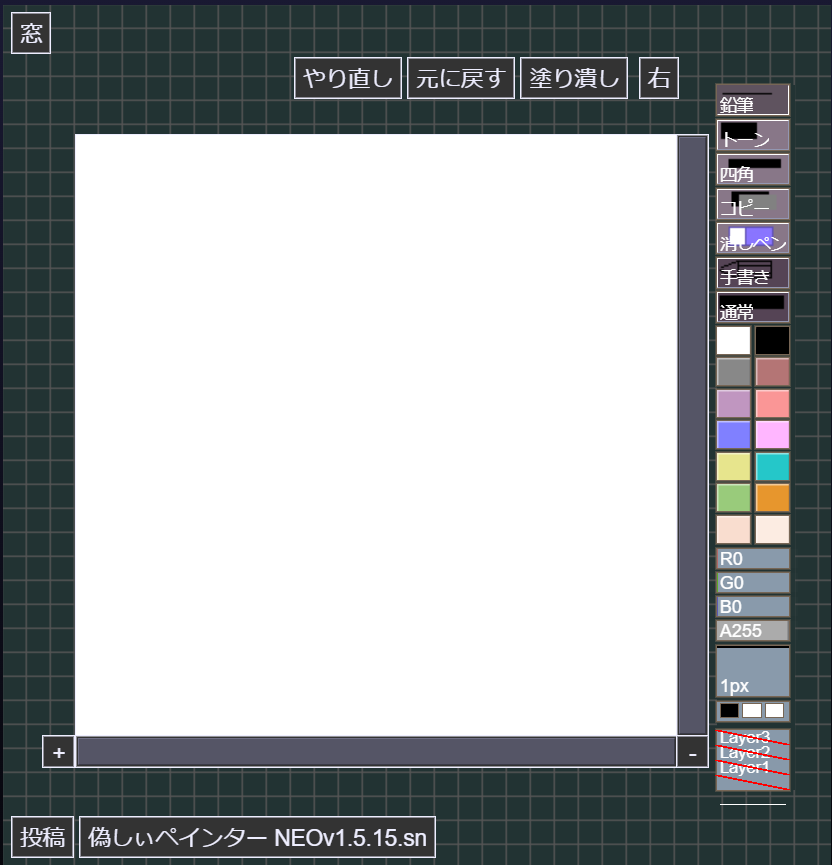 窓
やり直し 元に戻す 塗り潰し 右
鉛筆
トーン
四角
コピー
消しペン
手書き
通常
R0
G0
B0
A255
1px
Layer3
Layer2
Layer1
+ -
投稿 偽しぃペインター NEOv1.5.15.sn